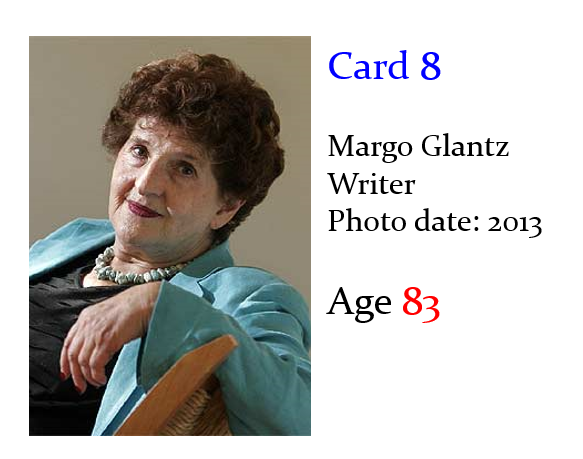 Card 8
Margo Glantz
Writer
Photo date: 2013
Age 83